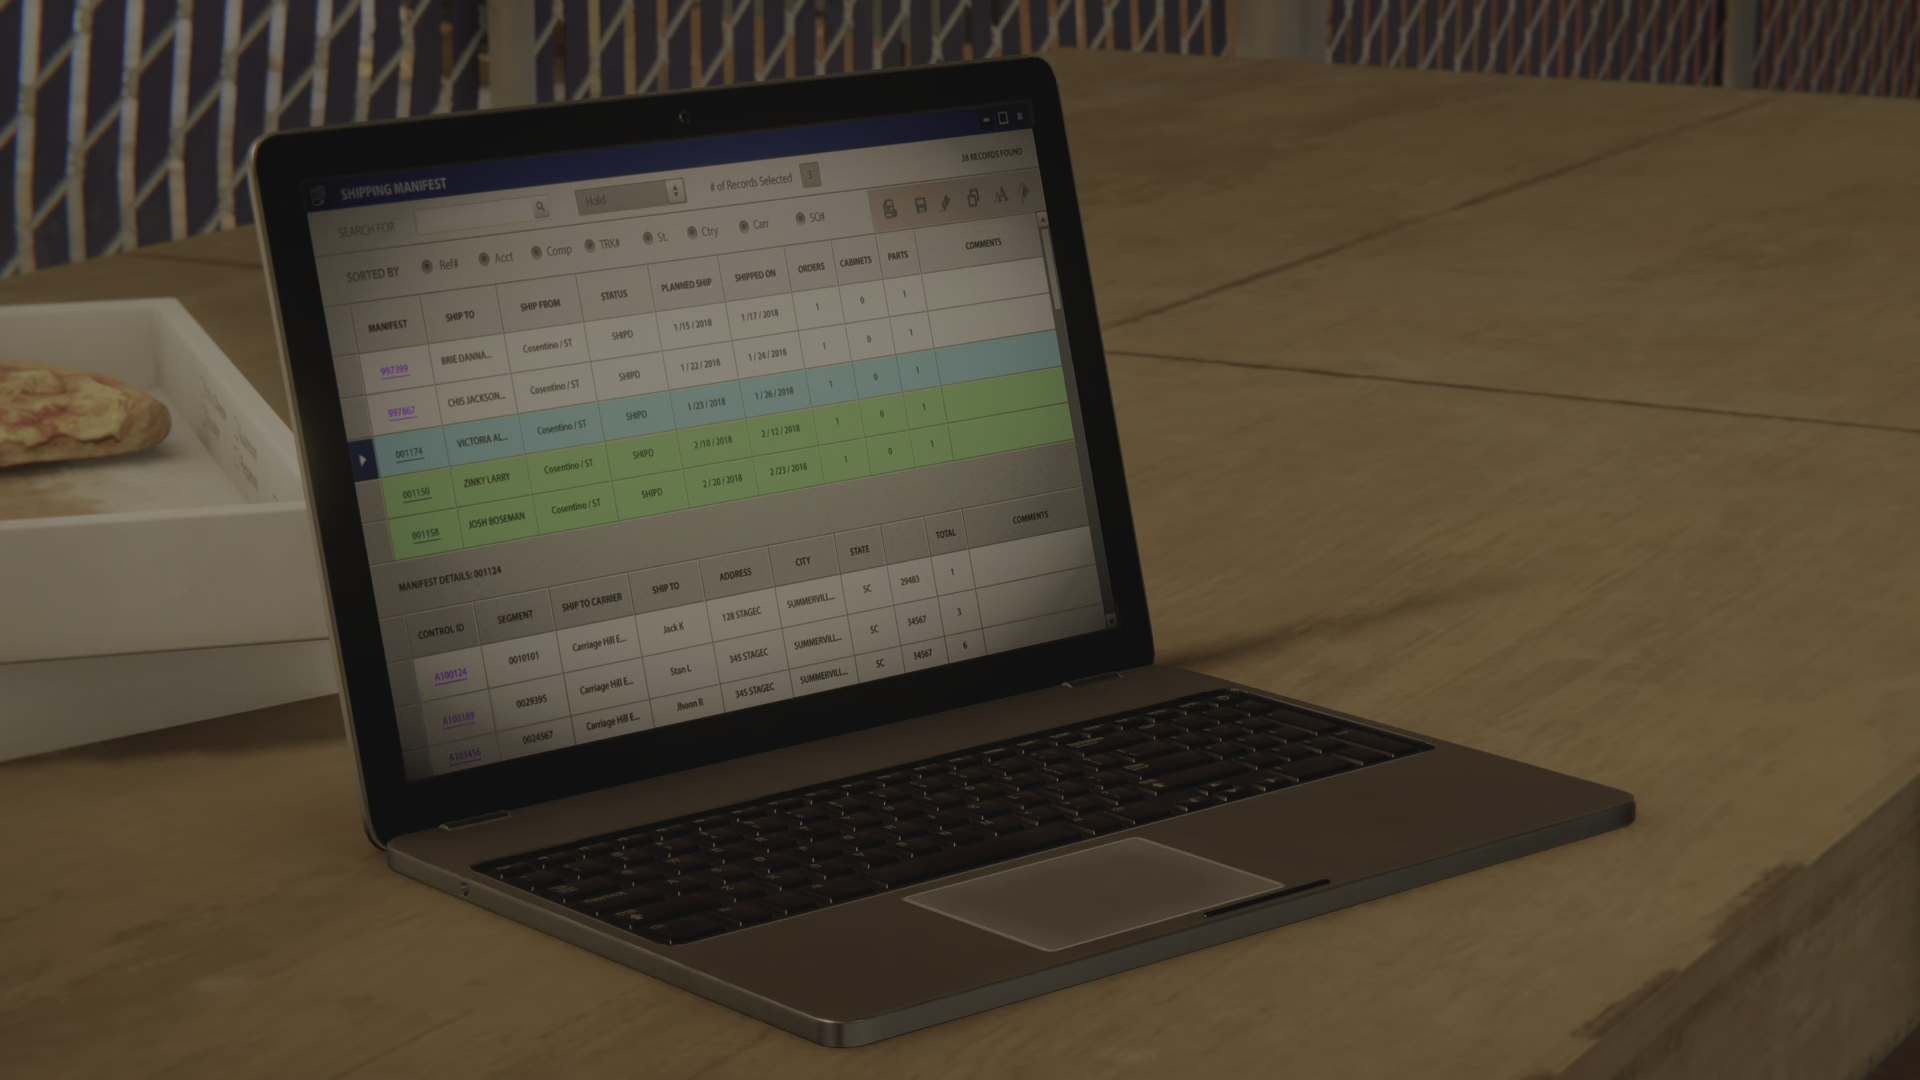 SHIPPING MANIFEST
SEARCH FOR
Hold
# of Records Selected 3
26 RECORDS FOUND
SORTED BY Ref# Acct Comp TRK# St. Ctry Carr SO#
MANIFEST SHIP TO SHIP FROM STATUS PLANNED SHIP SHIPPED ON ORDERS CABINETS PARTS COMMENTS
997399 BRIE DANNA... Cosentino / ST SHIPD 1 /15 / 2018 1 /17 / 2018 1 0 1
997867 CHIS JACKSON... Cosentino / ST SHIPD 1 / 22 / 2018 1 / 24 / 2018 1 0 1
001174 VICTORIA AL... Cosentino / ST SHIPD 1 /23 / 2018 1 / 26 / 2018 1 0 1
001150 ZINKY LARRY Cosentino / ST SHIPD 2 /10 / 2018 2 / 12 / 2018 1 0 1
001158 JOSH BOSEMAN Cosentino / ST SHIPD 2 / 20 / 2018 2 /23 / 2018 1 0 1
MANIFEST DETAILS: 001124
CONTROL ID SEGMENT SHIP TO CARRIER SHIP TO ADDRESS CITY STATE TOTAL COMMENTS
A100124 0010101 Carriage Hill E... Jack K 128 STAGEC SUMMERVILL... SC 29483 1
A100189 0029395 Carriage Hill E... Stan L 345 STAGEC SUMMERVILL... SC 34567 3
A103456 0024567 Carriage Hill E... Jhonn R 345 STAGEC SUMMERVILL... SC 34567 6